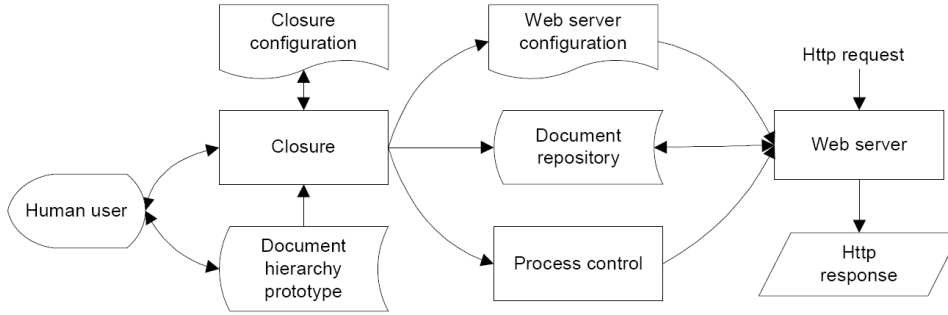 Closure
configuration
Web server
configuration
Http request
Closure
Document
repository
Web server
Human user
Document
hierarchy
prototype
Process control
Http
response